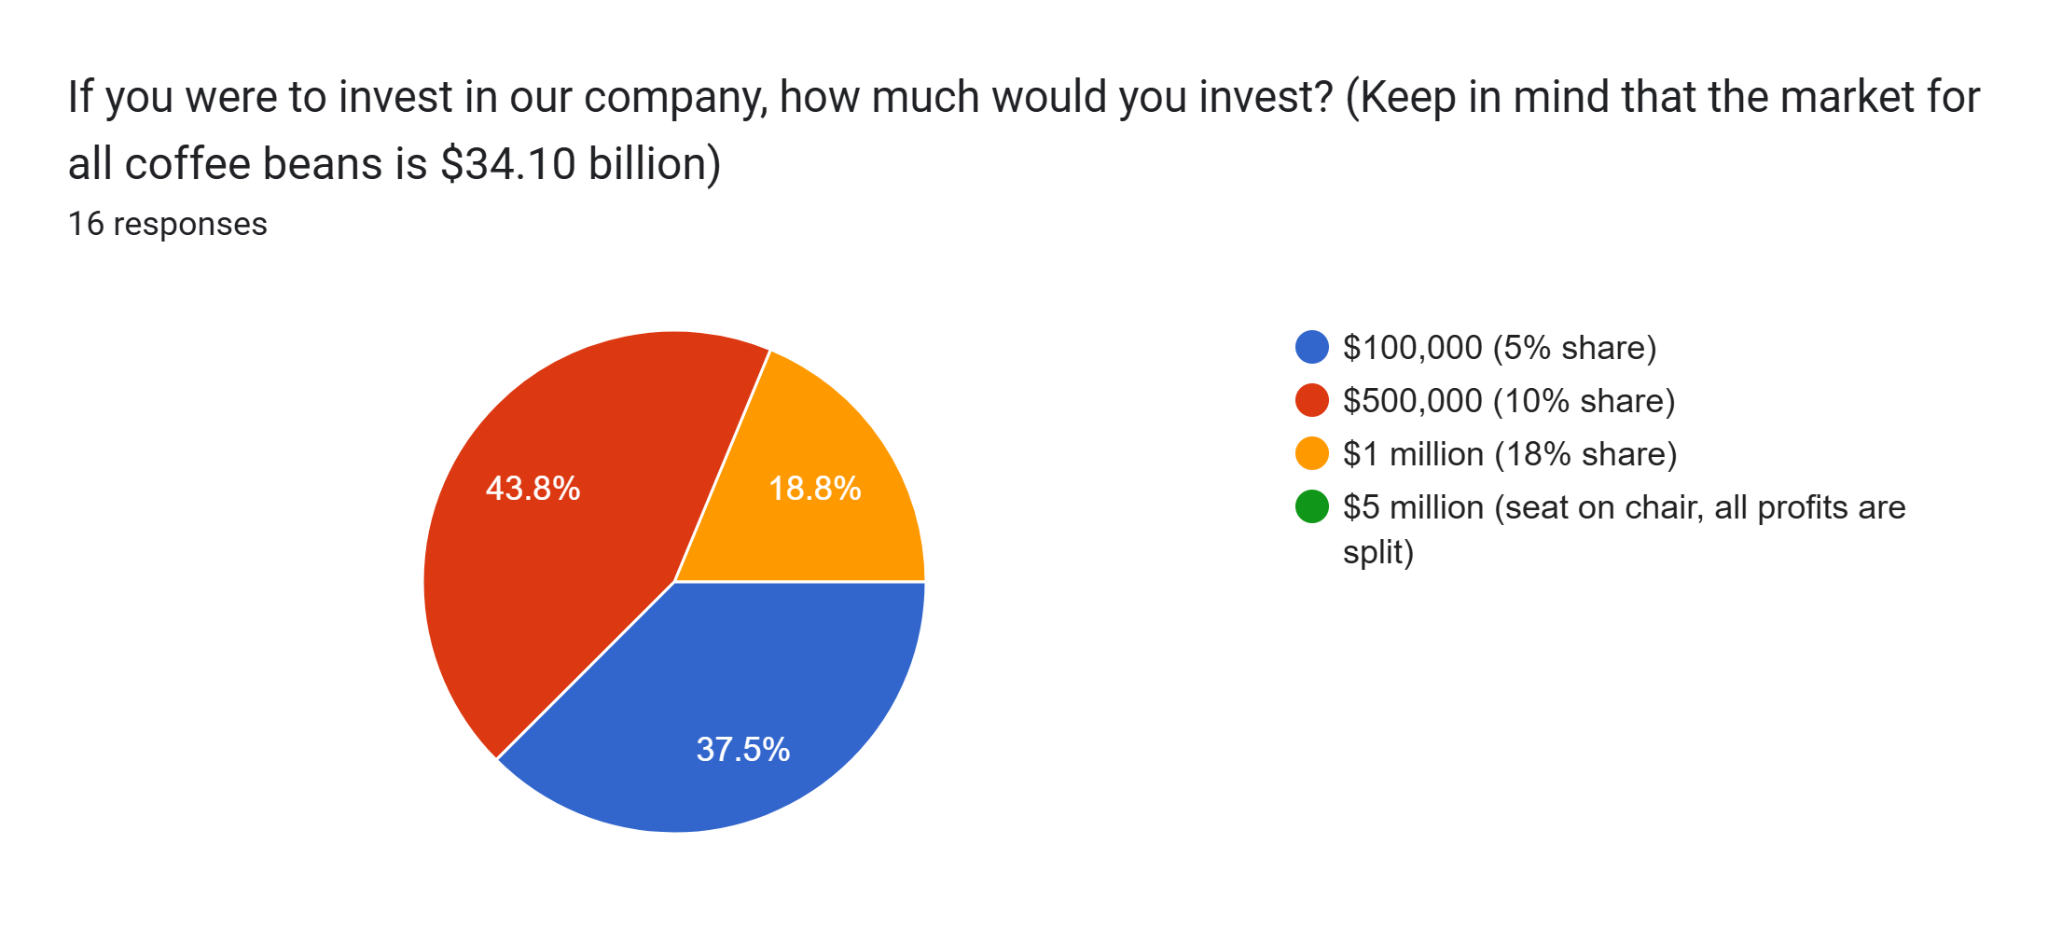 If you were to invest in our company, how much would you invest? (Keep in mind that the market for
all coffee beans is $34.10 billion)
16 responses
43.8%
18.8%
37.5%
$100,000 (5% share)
$500,000 (10% share)
$1 million (18% share)
$5 million (seat on chair, all profits are
split)